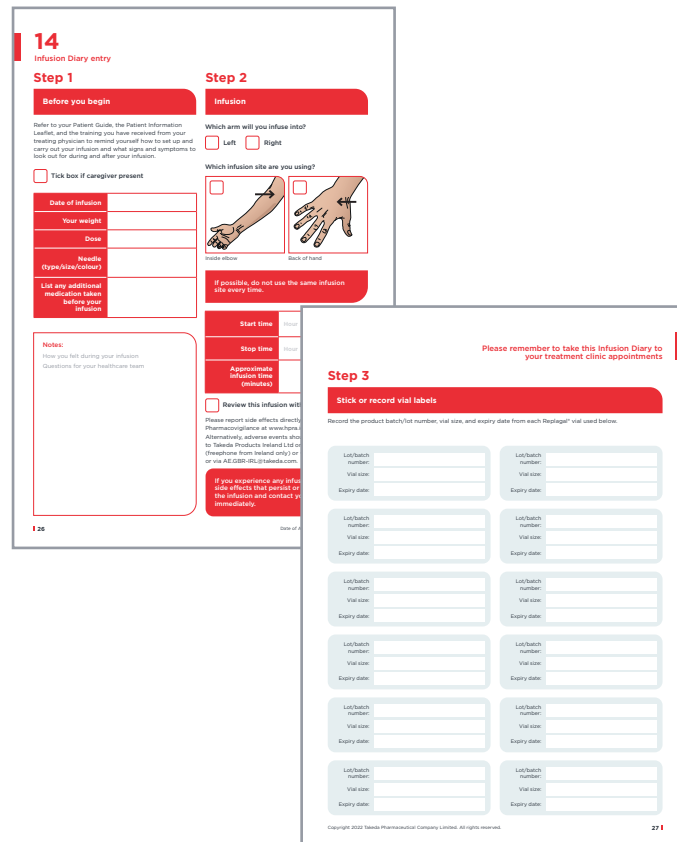 14
Infusion Diary entry
Step 1
Before you begin
Refer to your Patient Guide, the Patient Information
Leaflet, and the training you have received from your
treating physician to remind yourself how to set up and
carry out your infusion and what signs and symptoms to
look out for during and after your infusion.
Tick box if caregiver present
Date of infusion
Your weight
Dose
Needle
(type/size/colour)
List any additional
medication taken
before your
infusion
Notes:
How you felt during your infusion
Questions for your healthcare team
26
Step 2
Infusion
Which arm will you infuse into?
Left
Right
Which infusion site are you using?
Inside elbow
Back of hand
If possible, do not use the same infusion
site every time.
Start time
Hour
Stop time
Hour
Approximate
infusion time
(minutes)
Review this infusion
Please report side effects directly
Pharmacovigilance at www.hpra.
Alternatively, adverse events
to Takeda Products Ireland Ltd
(freephone from Ireland only) or
or via AE.GBR-IRL@takeda.com.
If you experience any
side effects that persist or
the infusion and contact
immediately.
Date of
Please remember to take this Infusion Diary to
your treatment clinic appointments
Step 3
Stick or record vial labels
Record the product batch/lot number, vial size, and expiry date from each Replagal® vial used below.
Lot/batch
number:
Vial size:
Expiry date:
Lot/batch
number:
Vial size:
Expiry date:
Lot/batch
number:
Vial size:
Expiry date:
Lot/batch
number:
Vial size:
Expiry date:
Lot/batch
number:
Vial size:
Expiry date:
Lot/batch
number:
Vial size:
Expiry date:
Lot/batch
number:
Vial size:
Expiry date:
Lot/batch
number:
Vial size:
Expiry date:
Lot/batch
number:
Vial size:
Expiry date:
Lot/batch
number:
Vial size:
Expiry date:
Lot/batch
number:
Vial size:
Expiry date:
Lot/batch
number:
Vial size:
Expiry date:
Copyright 2022 Takeda Pharmaceutical Company Limited. All rights reserved.
27